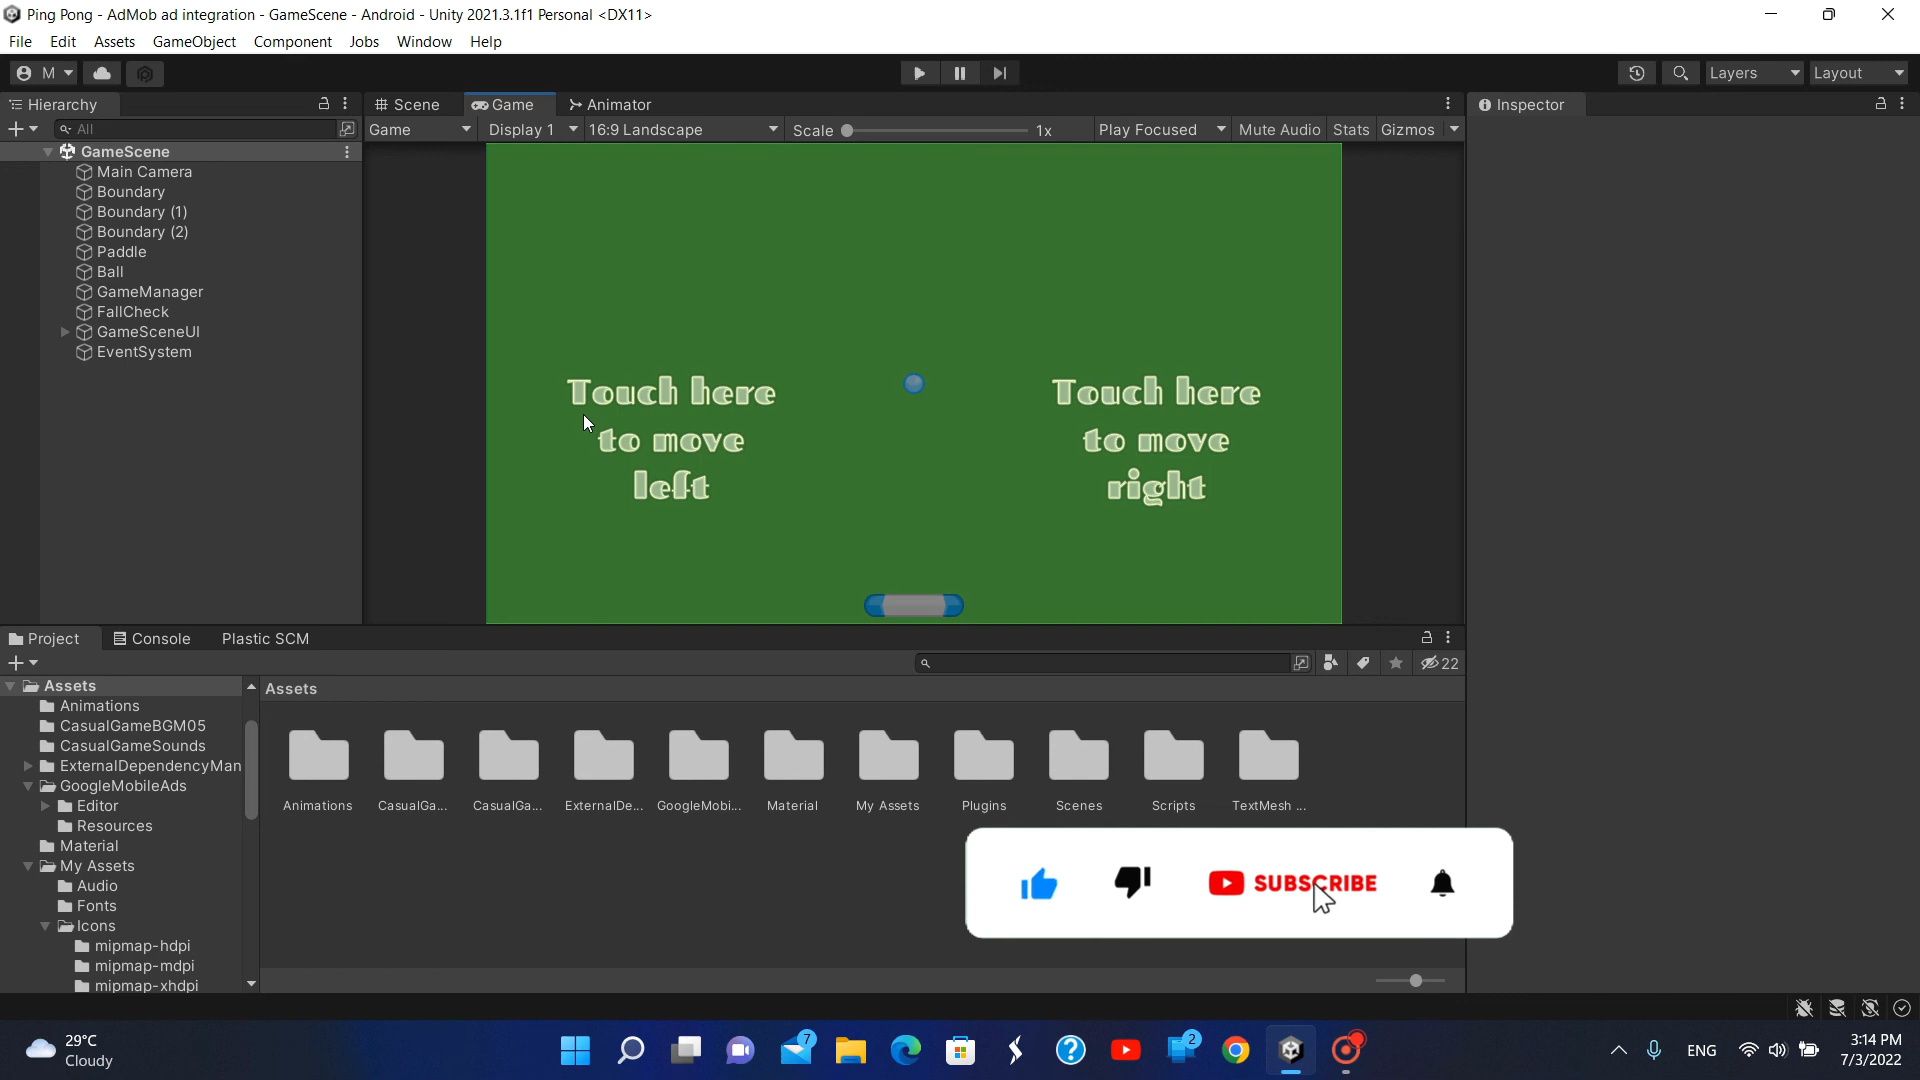 Ping Pong - AdMob ad integration - GameScene - Android - Unity 2021.3.1f1 Personal <DX11>
File Edit Assets GameObject Component Jobs Window Help
M
Layers
Layout
Hierarchy
Scene
Game
Animator
Inspector
All
Game
Display 1
16:9 Landscape
Scale
1x
Play Focused
Mute Audio
Stats
Gizmos
GameScene
Main Camera
Boundary
Boundary (1)
Boundary (2)
Paddle
Ball
GameManager
FallCheck
GameSceneUI
EventSystem
Touch here
to move
left
Touch here
to move
right
Project
Console
Plastic SCM
22
Assets
Animations
CasualGameBGM05
CasualGameSounds
ExternalDependencyMan
GoogleMobileAds
Editor
Resources
Material
My Assets
Audio
Fonts
Icons
mipmap-hdpi
mipmap-mdpi
mipmap-xhdpi
Assets
Animations
CasualGa...
CasualGa...
ExternalDe...
GoogleMobi...
Material
My Assets
Plugins
Scenes
Scripts
TextMesh ...
SUBSCRIBE
29°C
Cloudy
7
2
ENG
3:14 PM
7/3/2022